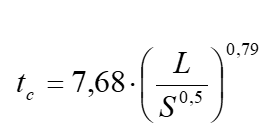 t_c = 7,68 · (L / S^0,5)^0,79